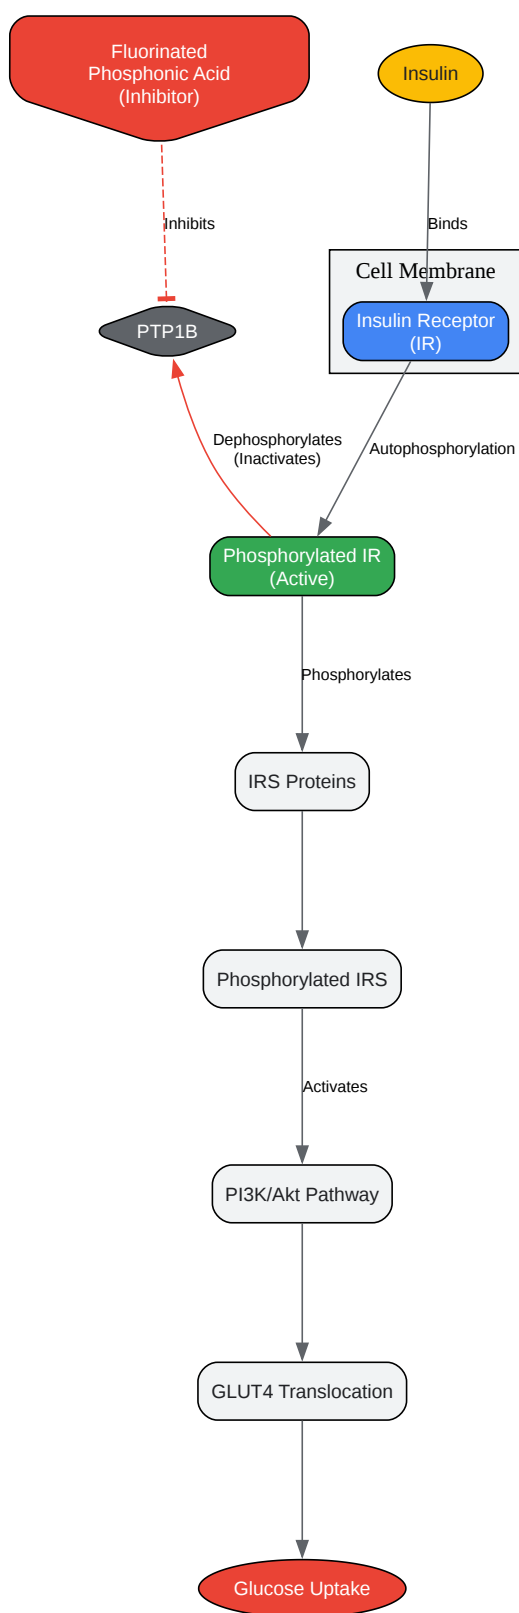 Fluorinated
Phosphonic Acid
(Inhibitor)
Insulin
Inhibits
Binds
Cell Membrane
PTP1B
Insulin Receptor
(IR)
Dephosphorylates
(Inactivates)
Autophosphorylation
Phosphorylated IR
(Active)
Phosphorylates
IRS Proteins
Phosphorylated IRS
Activates
PI3K/Akt Pathway
GLUT4 Translocation
Glucose Uptake